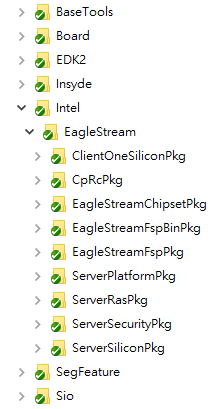 BaseTools
Board
EDK2
Insyde
Intel
EagleStream
ClientOneSiliconPkg
CpRcPkg
EagleStreamChipsetPkg
EagleStreamFspBinPkg
EagleStreamFspPkg
ServerPlatformPkg
ServerRasPkg
ServerSecurityPkg
ServerSiliconPkg
SegFeature
Sio